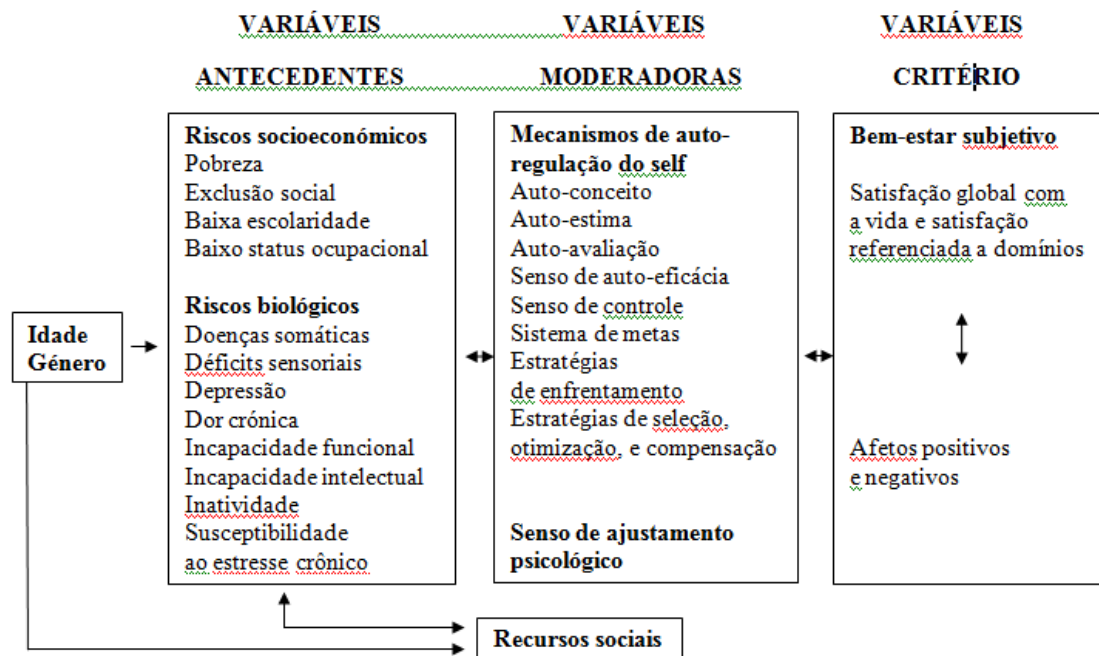 VARIÁVEIS VARIÁVEIS VARIÁVEIS
ANTECEDENTES MODERADORAS CRITÉRIO
Idade
Género
Riscos socioeconómicos
Pobreza
Exclusão social
Baixa escolaridade
Baixo status ocupacional
Riscos biológicos
Doenças somáticas
Déficits sensoriais
Depressão
Dor crónica
Incapacidade funcional
Incapacidade intelectual
Inatividade
Susceptibilidade
ao estresse crônico
Mecanismos de auto-
regulação do self
Auto-conceito
Auto-estima
Auto-avaliação
Senso de auto-eficácia
Senso de controle
Sistema de metas
Estratégias
de enfrentamento
Estratégias de seleção,
otimização, e compensação
Senso de ajustamento
psicológico
Bem-estar subjetivo
Satisfação global com
a vida e satisfação
referenciada a domínios
Afetos positivos
e negativos
Recursos sociais